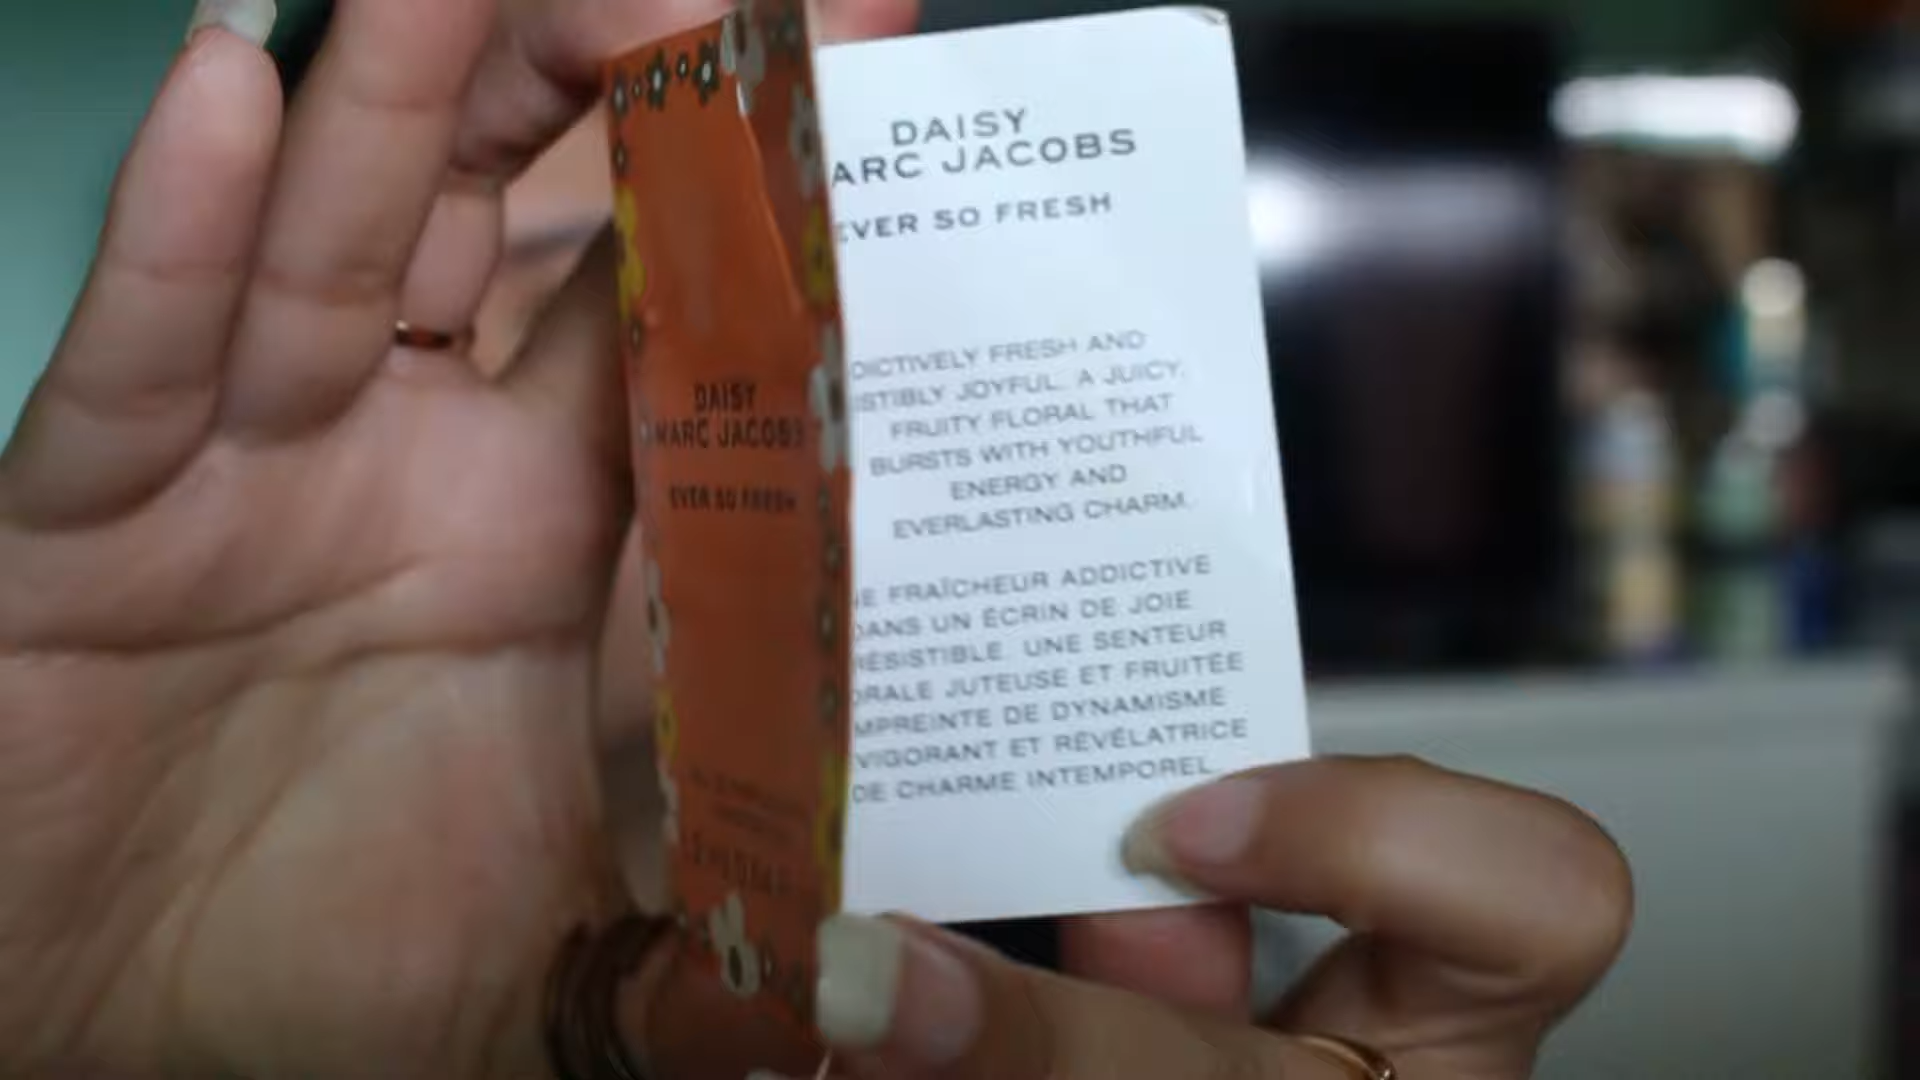 DAISY
MARC JACOBS
EVER SO FRESH
DAISY
ARC JACOBS
EVER SO FRESH
DICTIVELY FRESH AND
STIBLY JOYFUL. A JUICY,
FRUITY FLORAL THAT
BURSTS WITH YOUTHFUL
ENERGY AND
EVERLASTING CHARM.
E FRAÎCHEUR ADDICTIVE
DANS UN ÉCRIN DE JOIE
RÉSISTIBLE. UNE SENTEUR
ORALE JUTEUSE ET FRUITÉE
MPREINTE DE DYNAMISME
VIGORANT ET RÉVÉLATRICE
DE CHARME INTEMPOREL.